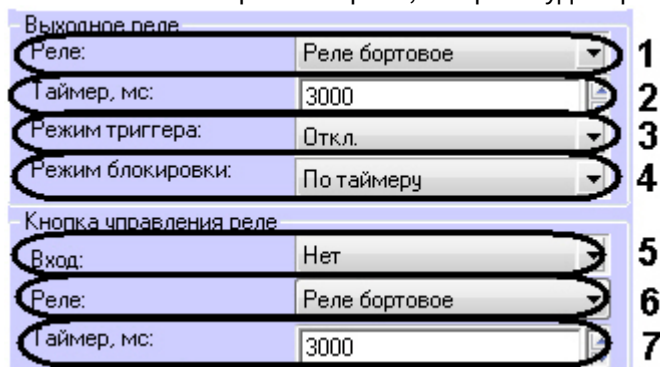 Выходное реле
Реле: Реле бортовое 1
Таймер, мс: 3000 2
Режим триггера: Откл. 3
Режим блокировки: По таймеру 4
Кнопка управления реле
Вход: Нет 5
Реле: Реле бортовое 6
Таймер, мс: 3000 7